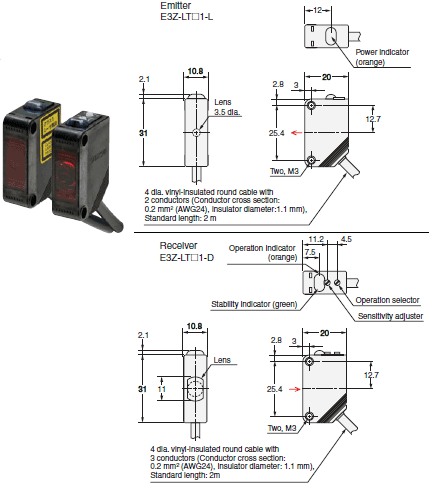 Emitter
E3Z-LT□1-L
12
Power indicator
(orange)
10.8
2.1
Lens
3.5 dia.
31
20
2.8
3
25.4
12.7
Two, M3
4 dia. vinyl-insulated round cable with
2 conductors (Conductor cross section:
0.2 mm² (AWG24), Insulator diameter:1.1 mm),
Standard length: 2 m
Receiver
E3Z-LT□1-D
Operation indicator
(orange)
11.2
4.5
7.5
Stability indicator (green)
Operation selector
Sensitivity adjuster
10.8
2.1
Lens
31
11
20
2.8
3
25.4
12.7
Two, M3
4 dia. vinyl-insulated round cable with
3 conductors (Conductor cross section:
0.2 mm² (AWG24), Insulator diameter: 1.1 mm),
Standard length: 2m